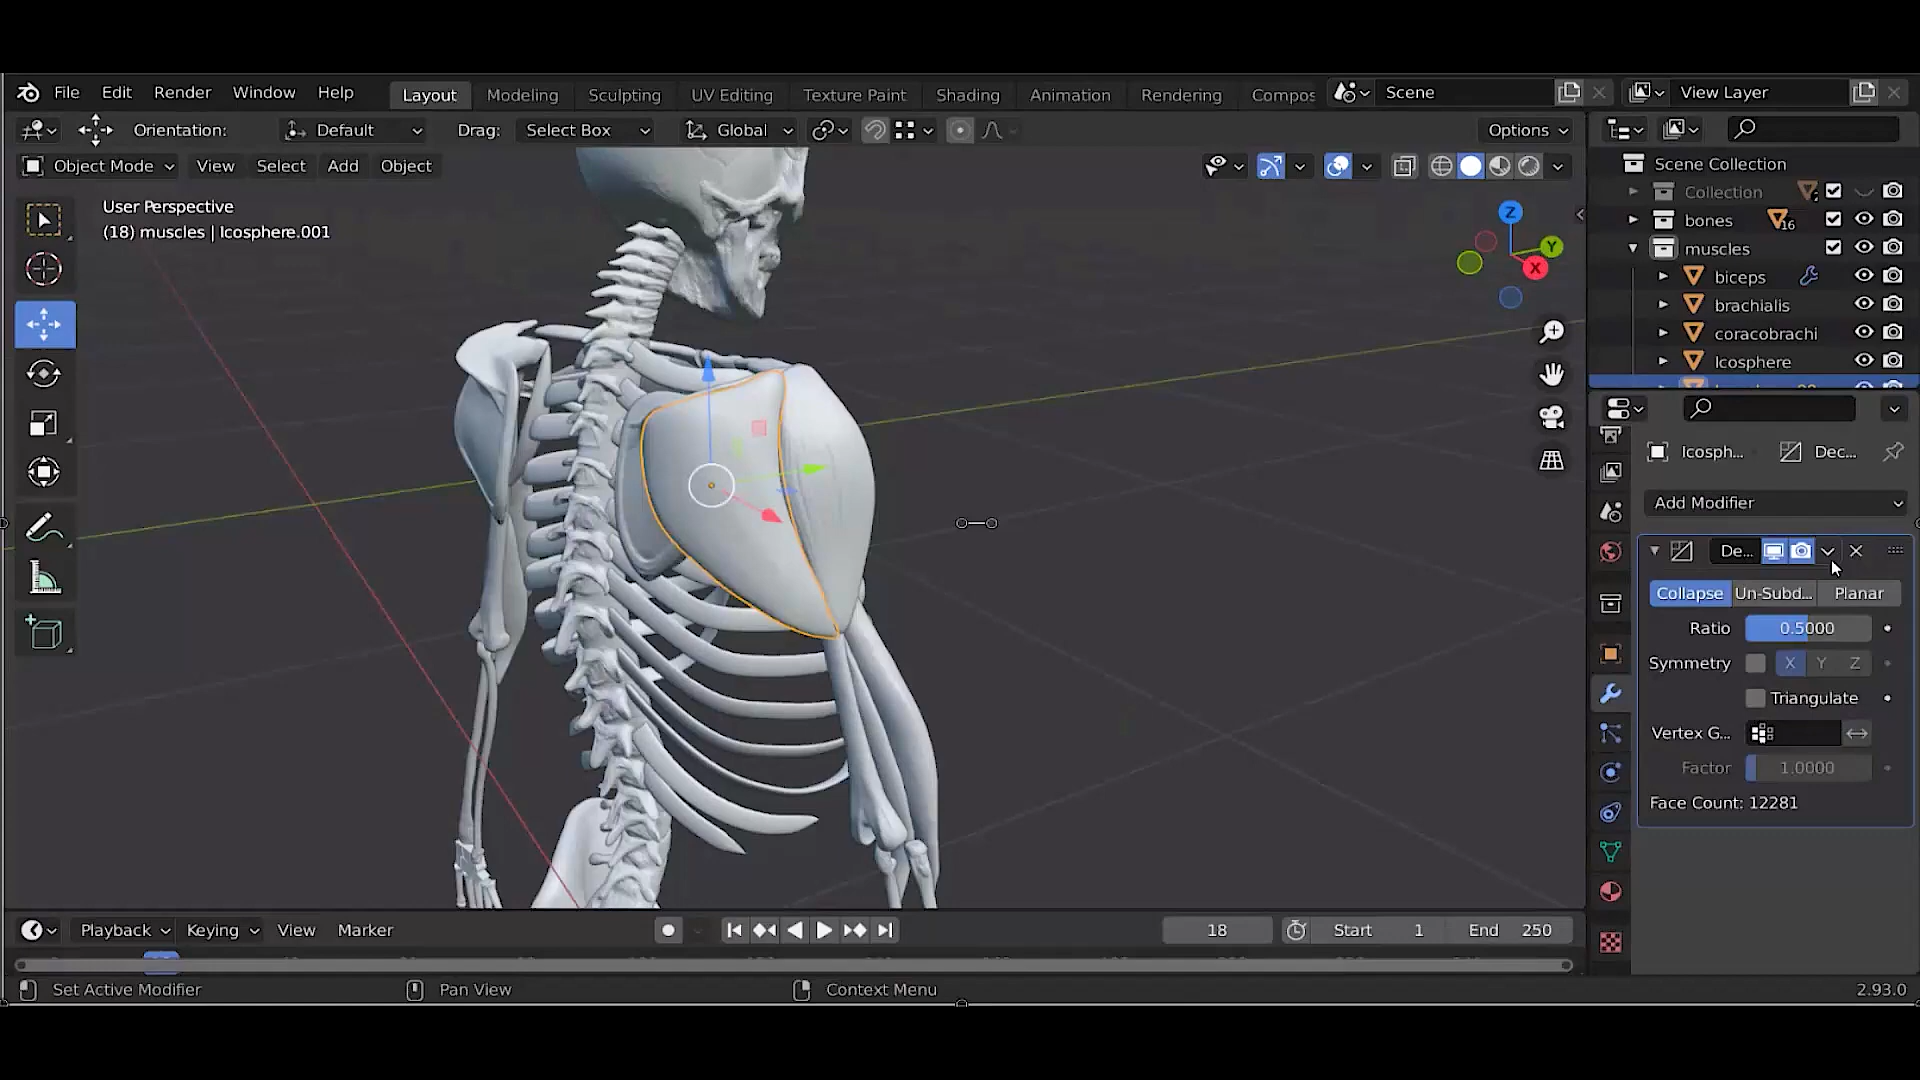 File Edit Render Window Help Layout Modeling Sculpting UV Editing Texture Paint Shading Animation Rendering Compos Scene View Layer
Orientation: Default Drag: Select Box Global Options
Object Mode View Select Add Object
User Perspective
(18) muscles | Icosphere.001
Z
Y
X
Scene Collection
Collection
bones 16
muscles
biceps
brachialis
coracobrachi
Icosphere
Icosph... Dec...
Add Modifier
De...
Collapse Un-Subd... Planar
Ratio 0.5000
Symmetry X Y Z
Triangulate
Vertex G...
Factor 1.0000
Face Count: 12281
Playback Keying View Marker 18 Start 1 End 250
Set Active Modifier Pan View Context Menu 2.93.0